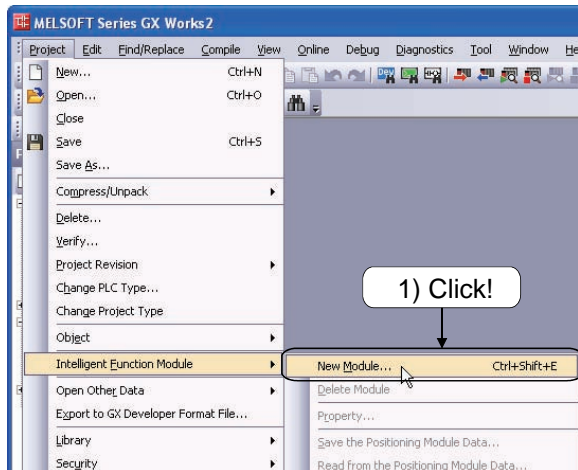 MELSOFT Series GX Works2
Project Edit Find/Replace Compile View Online Debug Diagnostics Tool Window
New... Ctrl+N
Open... Ctrl+O
Close
Save Ctrl+S
Save As...
Compress/Unpack
Delete...
Verify...
Project Revision
Change PLC Type...
Change Project Type
Object
1) Click!
Intelligent Function Module
New Module... Ctrl+Shift+E
Open Other Data
Delete Module
Export to GX Developer Format File...
Property...
Library
Save the Positioning Module Data...
Security
Read from the Positioning Module Data...